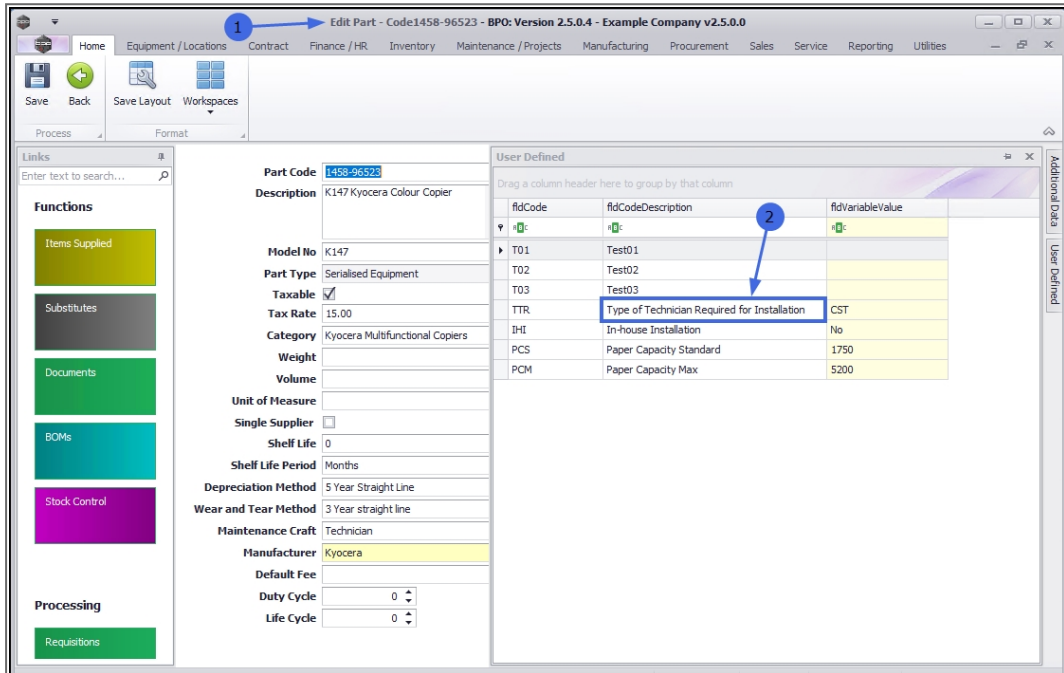 1
Edit Part - Code1458-96523 - BPO: Version 2.5.0.4 - Example Company v2.5.0.0
Home Equipment / Locations Contract Finance / HR Inventory Maintenance / Projects Manufacturing Procurement Sales Service Reporting Utilities
Save Back Save Layout Workspaces
Process Format
Links
Enter text to search...
Functions
Items Supplied
Substitutes
Documents
BOMs
Stock Control
Processing
Requisitions
Part Code 1458-96523
Description K147 Kyocera Colour Copier
Model No K147
Part Type Serialised Equipment
Taxable
Tax Rate 15.00
Category Kyocera Multifunctional Copiers
Weight
Volume
Unit of Measure
Single Supplier
Shelf Life 0
Shelf Life Period Months
Depreciation Method 5 Year Straight Line
Wear and Tear Method 3 Year straight line
Maintenance Craft Technician
Manufacturer Kyocera
Default Fee
Duty Cycle 0
Life Cycle 0
User Defined
Drag a column header here to group by that column
fldCode fldCodeDescription fldVariableValue
2
T01 Test01
T02 Test02
T03 Test03
TTR Type of Technician Required for Installation CST
IHI In-house Installation No
PCS Paper Capacity Standard 1750
PCM Paper Capacity Max 5200
Additional Data
User Defined